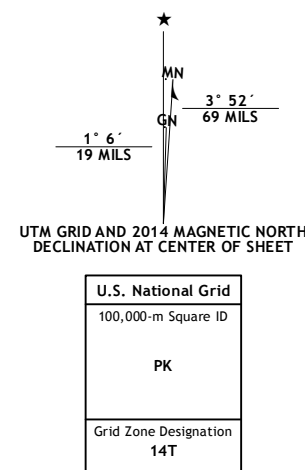 ★
MN
3° 52´
69 MILS
GN
1° 6´
19 MILS
UTM GRID AND 2014 MAGNETIC NORTH
DECLINATION AT CENTER OF SHEET
U.S. National Grid
100,000-m Square ID
PK
Grid Zone Designation
14T